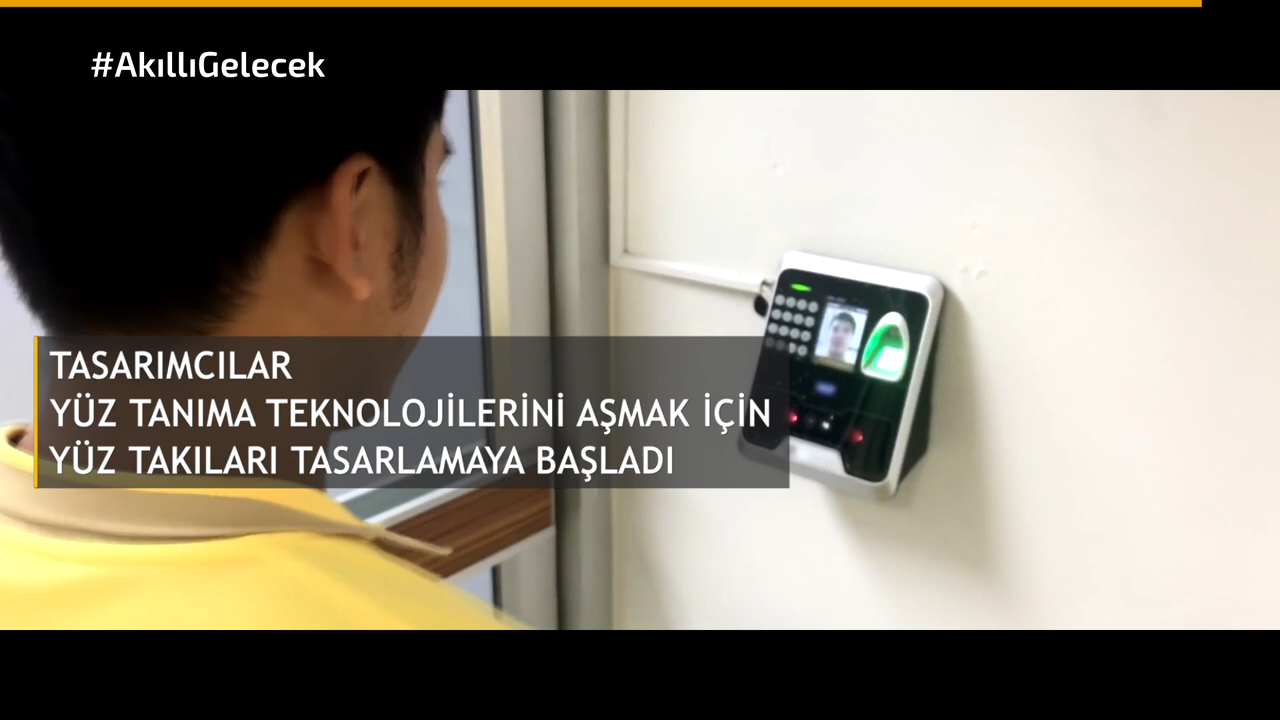 #AkıllıGelecek
TASARIMCILAR
YÜZ TANIMA TEKNOLOJİLERİNİ AŞMAK İÇİN
YÜZ TAKILARI TASARLAMAYA BAŞLADI